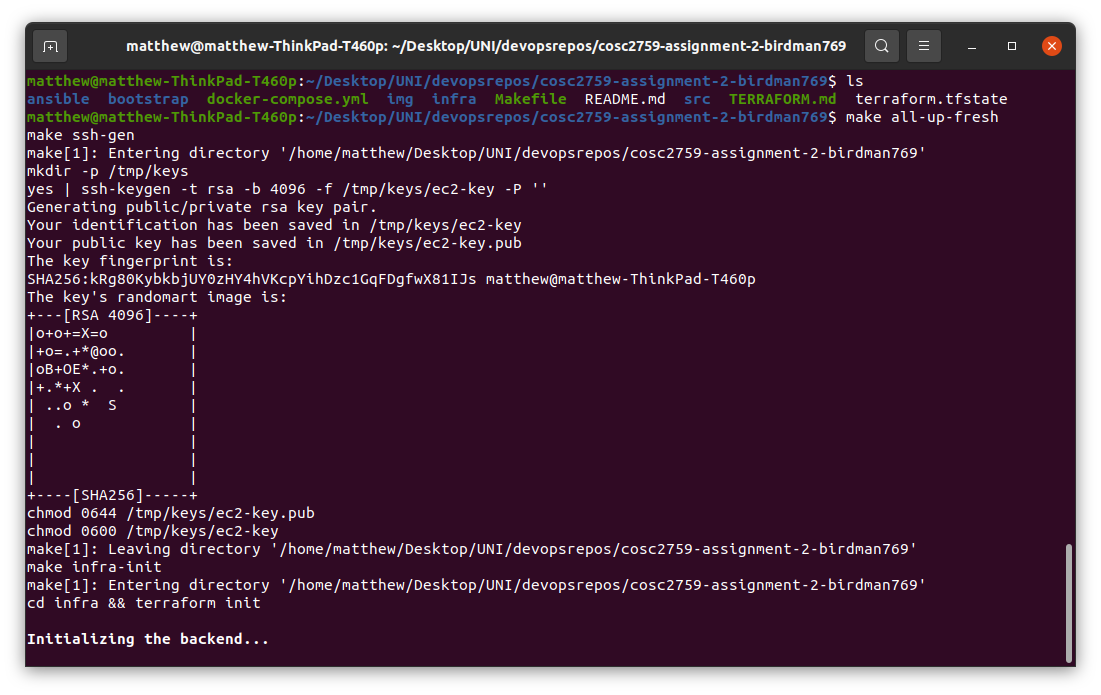 matthew@matthew-ThinkPad-T460p: ~/Desktop/UNI/devopsrepos/cosc2759-assignment-2-birdman769
matthew@matthew-ThinkPad-T460p:~/Desktop/UNI/devopsrepos/cosc2759-assignment-2-birdman769$ ls
ansible  bootstrap  docker-compose.yml  img  infra  Makefile  README.md  src  TERRAFORM.md  terraform.tfstate
matthew@matthew-ThinkPad-T460p:~/Desktop/UNI/devopsrepos/cosc2759-assignment-2-birdman769$ make all-up-fresh
make ssh-gen
make[1]: Entering directory '/home/matthew/Desktop/UNI/devopsrepos/cosc2759-assignment-2-birdman769'
mkdir -p /tmp/keys
yes | ssh-keygen -t rsa -b 4096 -f /tmp/keys/ec2-key -P ''
Generating public/private rsa key pair.
Your identification has been saved in /tmp/keys/ec2-key
Your public key has been saved in /tmp/keys/ec2-key.pub
The key fingerprint is:
SHA256:kRg80KybkbjUY0zHY4hVKcpYihDzc1GqFDgfwX81IJs matthew@matthew-ThinkPad-T460p
The key's randomart image is:
+---[RSA 4096]----+
|o+o+=X=o         |
|+o=.+*@oo.       |
|oB+OE*.+o.       |
|+.*+X .  .       |
| ..o *  S        |
|  . o            |
|                 |
|                 |
|                 |
+----[SHA256]-----+
chmod 0644 /tmp/keys/ec2-key.pub
chmod 0600 /tmp/keys/ec2-key
make[1]: Leaving directory '/home/matthew/Desktop/UNI/devopsrepos/cosc2759-assignment-2-birdman769'
make infra-init
make[1]: Entering directory '/home/matthew/Desktop/UNI/devopsrepos/cosc2759-assignment-2-birdman769'
cd infra && terraform init
Initializing the backend...